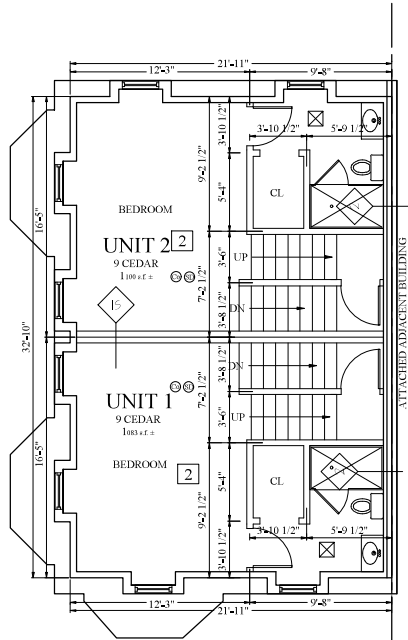 21'-11"
12'-3"
9'-8"
3'-10 1/2"
9'-2 1/2"
3'-10 1/2"
5'-9 1/2"
5'-4"
CL
16'-5"
BEDROOM
UNIT 2
2
9 CEDAR
1100 s.f. ±
Co
SD
3'-6"
UP
7'-2 1/2"
3'-8 1/2"
DN
32'-10"
ATTACHED ADJACENT BUILDING
3'-8 1/2"
DN
7'-2 1/2"
Co
SD
UNIT 1
9 CEDAR
1083 s.f. ±
3'-6"
UP
16'-5"
BEDROOM
2
5'-4"
CL
9'-2 1/2"
3'-10 1/2"
3'-10 1/2"
5'-9 1/2"
12'-3"
9'-8"
21'-11"